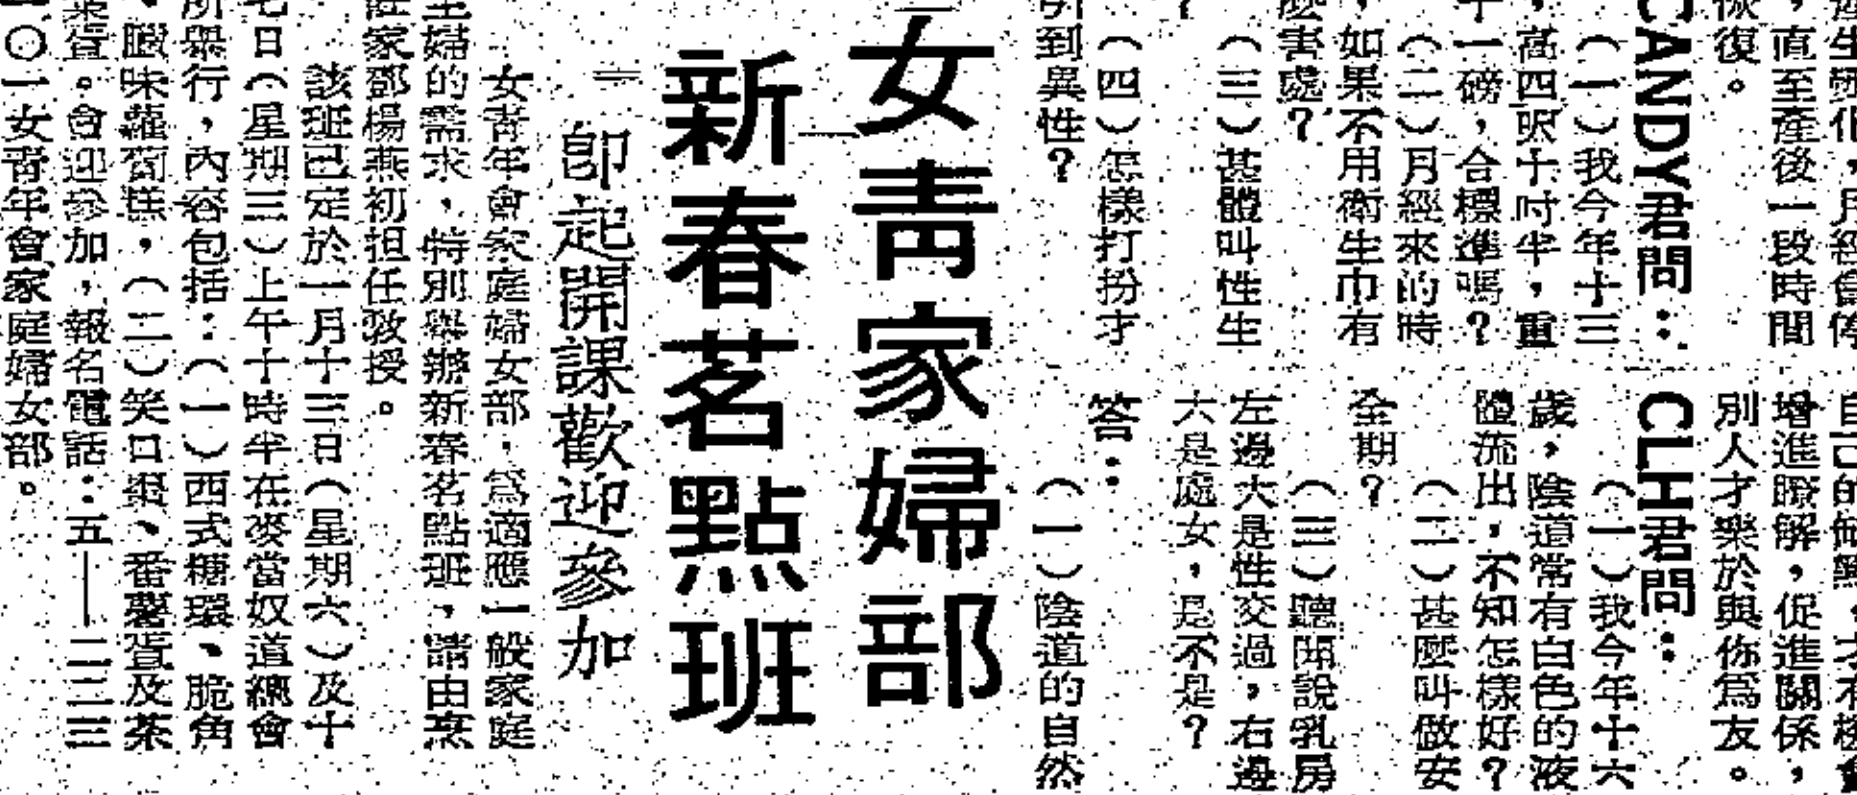 直至產後一段時間
恢復。
CANDY君問：
（一）我今年十三
，高四呎十吋半，重
十一磅，合標準嗎？
（二）月經來的時
，如果不用衛生巾有
麼害處？
（三）甚體叫性生
？
（四）怎樣打扮才
引到異性？
增進瞭解，促進關係，
別人才樂於與你為友。
CLH君問：
（一）我今年十六
歲，陰道常有白色的液
體流出，不知怎樣好？
（二）甚麼叫做安
全期？
（三）聽聞說乳房
左邊大是性交過，右邊
大是處女，是不是？
答：
（一）陰道的自然
女青家婦部
新春茗點班
即起開課歡迎參加
女青年會家庭婦女部，為適應一般家庭
主婦的需求，特別舉辦新春茗點班，請由烹
飪家鄧楊燕初担任教授。
該班已定於一月十三日（星期六）及十
七日（星期三）上午十時半在麥當奴道總會
所舉行，內容包括：（一）西式糖環、脆角
、臘味蘿蔔糕，（二）笑口棗、番薯蛋及茶
葉蛋。會迎參加，報名電話：五——二二三
一〇一女青年會家庭婦女部。